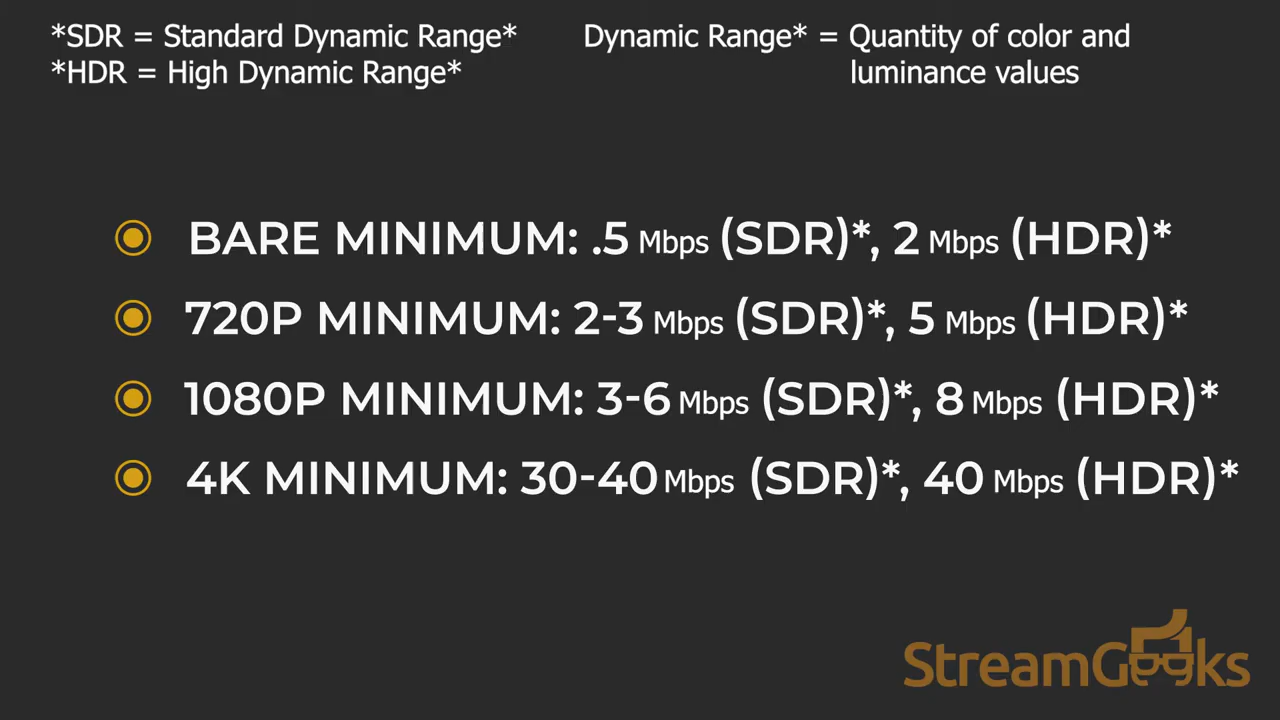 *SDR = Standard Dynamic Range*
*HDR = High Dynamic Range*
Dynamic Range* = Quantity of color and
luminance values
BARE MINIMUM: .5 Mbps (SDR)*, 2 Mbps (HDR)*
720P MINIMUM: 2-3 Mbps (SDR)*, 5 Mbps (HDR)*
1080P MINIMUM: 3-6 Mbps (SDR)*, 8 Mbps (HDR)*
4K MINIMUM: 30-40 Mbps (SDR)*, 40 Mbps (HDR)*
StreamGeeks